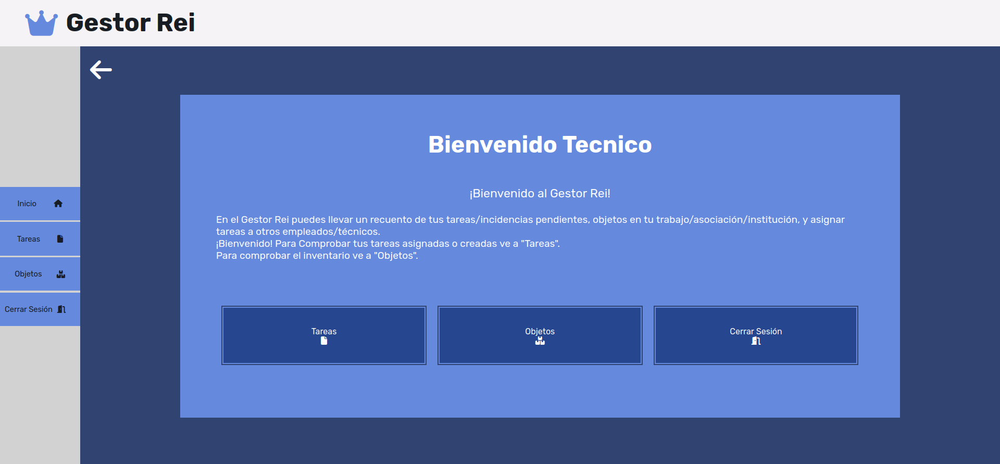 Gestor Rei
Inicio
Tareas
Objetos
Cerrar Sesión
Bienvenido Tecnico
¡Bienvenido al Gestor Rei!
En el Gestor Rei puedes llevar un recuento de tus tareas/incidencias pendientes, objetos en tu trabajo/asociación/institución, y asignar
tareas a otros empleados/técnicos.
¡Bienvenido! Para Comprobar tus tareas asignadas o creadas ve a "Tareas".
Para comprobar el inventario ve a "Objetos".
Tareas
Objetos
Cerrar Sesión